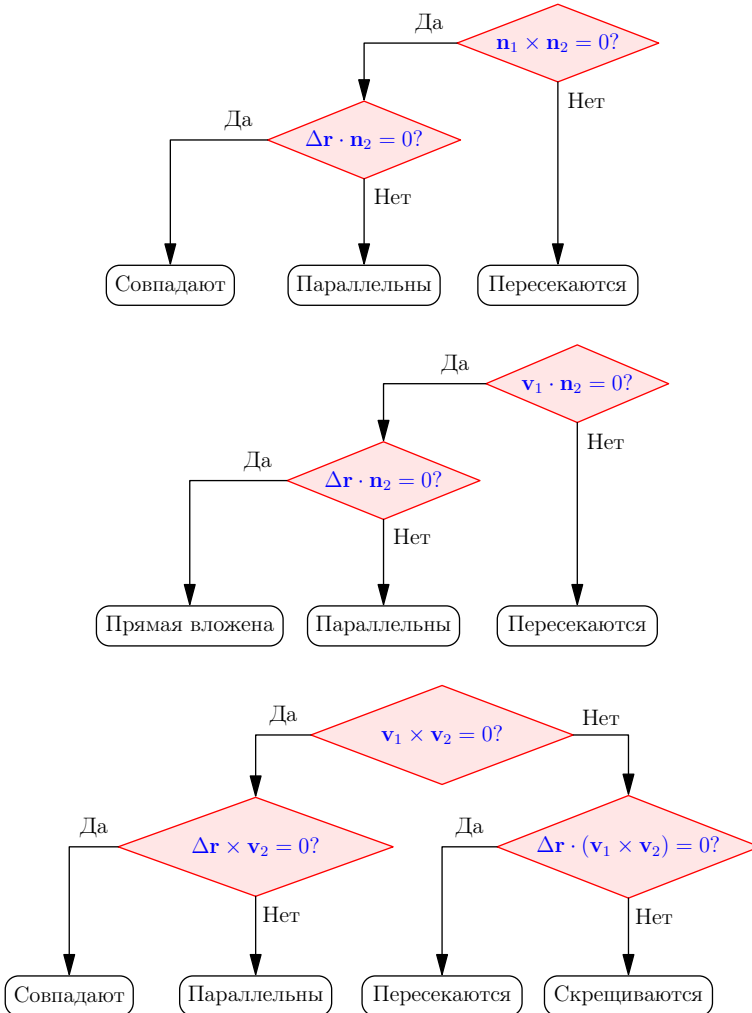 Да
𝐧₁ × 𝐧₂ = 0?
Нет
Да
Δ𝐫 · 𝐧₂ = 0?
Нет
Совпадают
Параллельны
Пересекаются
Да
𝐯₁ · 𝐧₂ = 0?
Нет
Да
Δ𝐫 · 𝐧₂ = 0?
Нет
Прямая вложена
Параллельны
Пересекаются
Да
𝐯₁ × 𝐯₂ = 0?
Нет
Да
Δ𝐫 × 𝐯₂ = 0?
Нет
Да
Δ𝐫 · (𝐯₁ × 𝐯₂) = 0?
Нет
Совпадают
Параллельны
Пересекаются
Скрещиваются